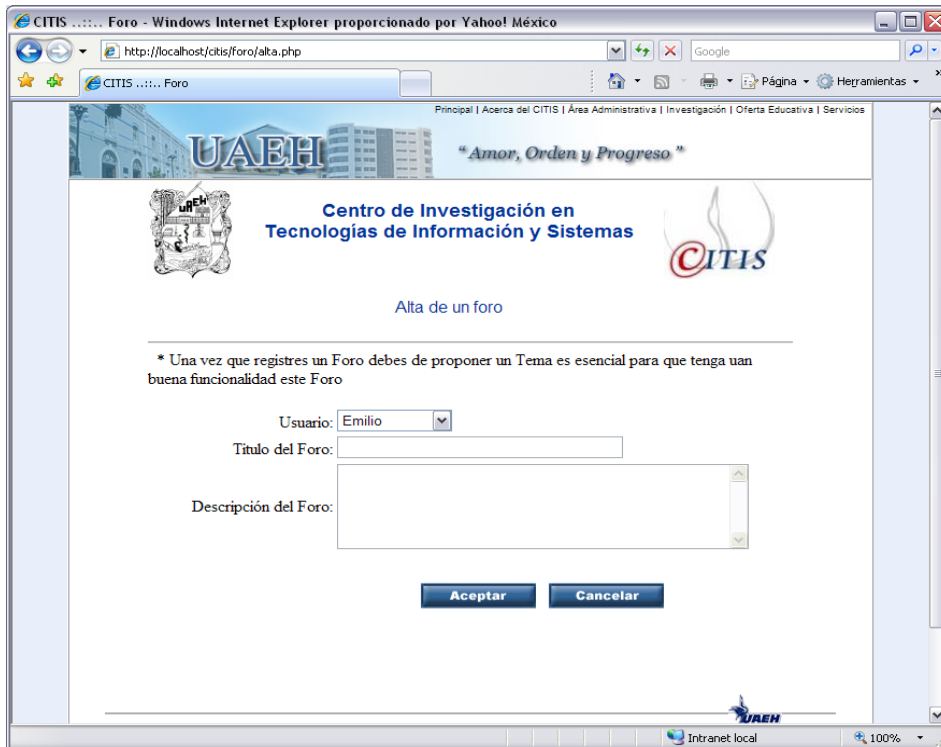 CITIS ..::.. Foro - Windows Internet Explorer proporcionado por Yahoo! México
http://localhost/citis/foro/alta.php
Google
CITIS ..::.. Foro
Página
Herramientas
Principal | Acerca del CITIS | Área Administrativa | Investigación | Oferta Educativa | Servicios
UAEH
“ Amor, Orden y Progreso ”
UAEH
Centro de Investigación en
Tecnologías de Información y Sistemas
CITIS
Alta de un foro
* Una vez que registres un Foro debes de proponer un Tema es esencial para que tenga uan
buena funcionalidad este Foro
Usuario: Emilio
Titulo del Foro:
Descripción del Foro:
Aceptar Cancelar
UAEH
Intranet local
100%